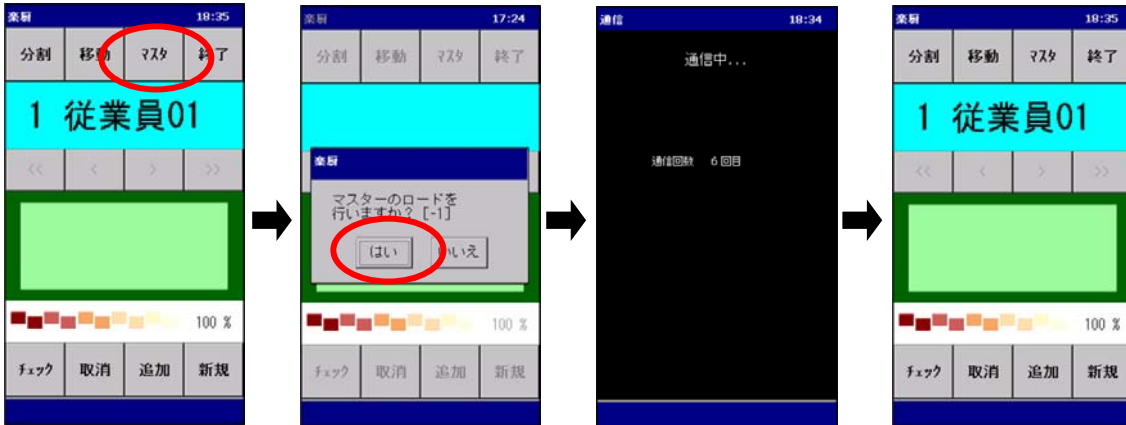 楽厨 18:35
分割 移動 ﾏｽﾀ 終了
1 従業員01
<< < > >>
100 %
ﾁｪｯｸ 取消 追加 新規
楽厨 17:24
分割 移動 ﾏｽﾀ 終了
楽厨
マスターのロードを
行いますか？ [-1]
はい いいえ
100 %
ﾁｪｯｸ 取消 追加 新規
通信 18:34
通信中...
通信回数 6 回目
楽厨 18:35
分割 移動 ﾏｽﾀ 終了
1 従業員01
<< < > >>
100 %
ﾁｪｯｸ 取消 追加 新規